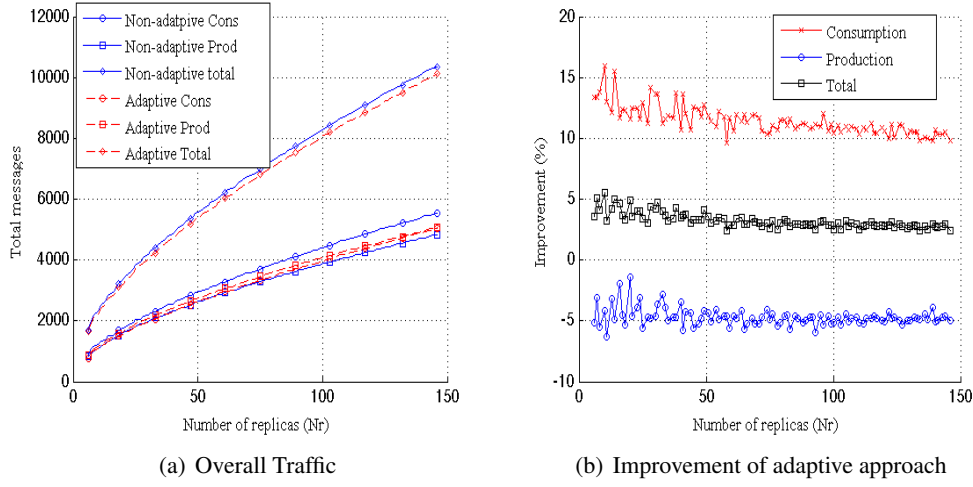 Non-adatpive Cons
Non-adaptive Prod
Non-adaptive total
Adaptive Cons
Adaptive Prod
Adaptive Total
12000
10000
8000
6000
4000
2000
0
Total messages
0
50
100
150
Number of replicas (Nr)
(a) Overall Traffic
Consumption
Production
Total
20
15
10
5
0
-5
-10
Improvement (%)
0
50
100
150
Number of replicas (Nr)
(b) Improvement of adaptive approach